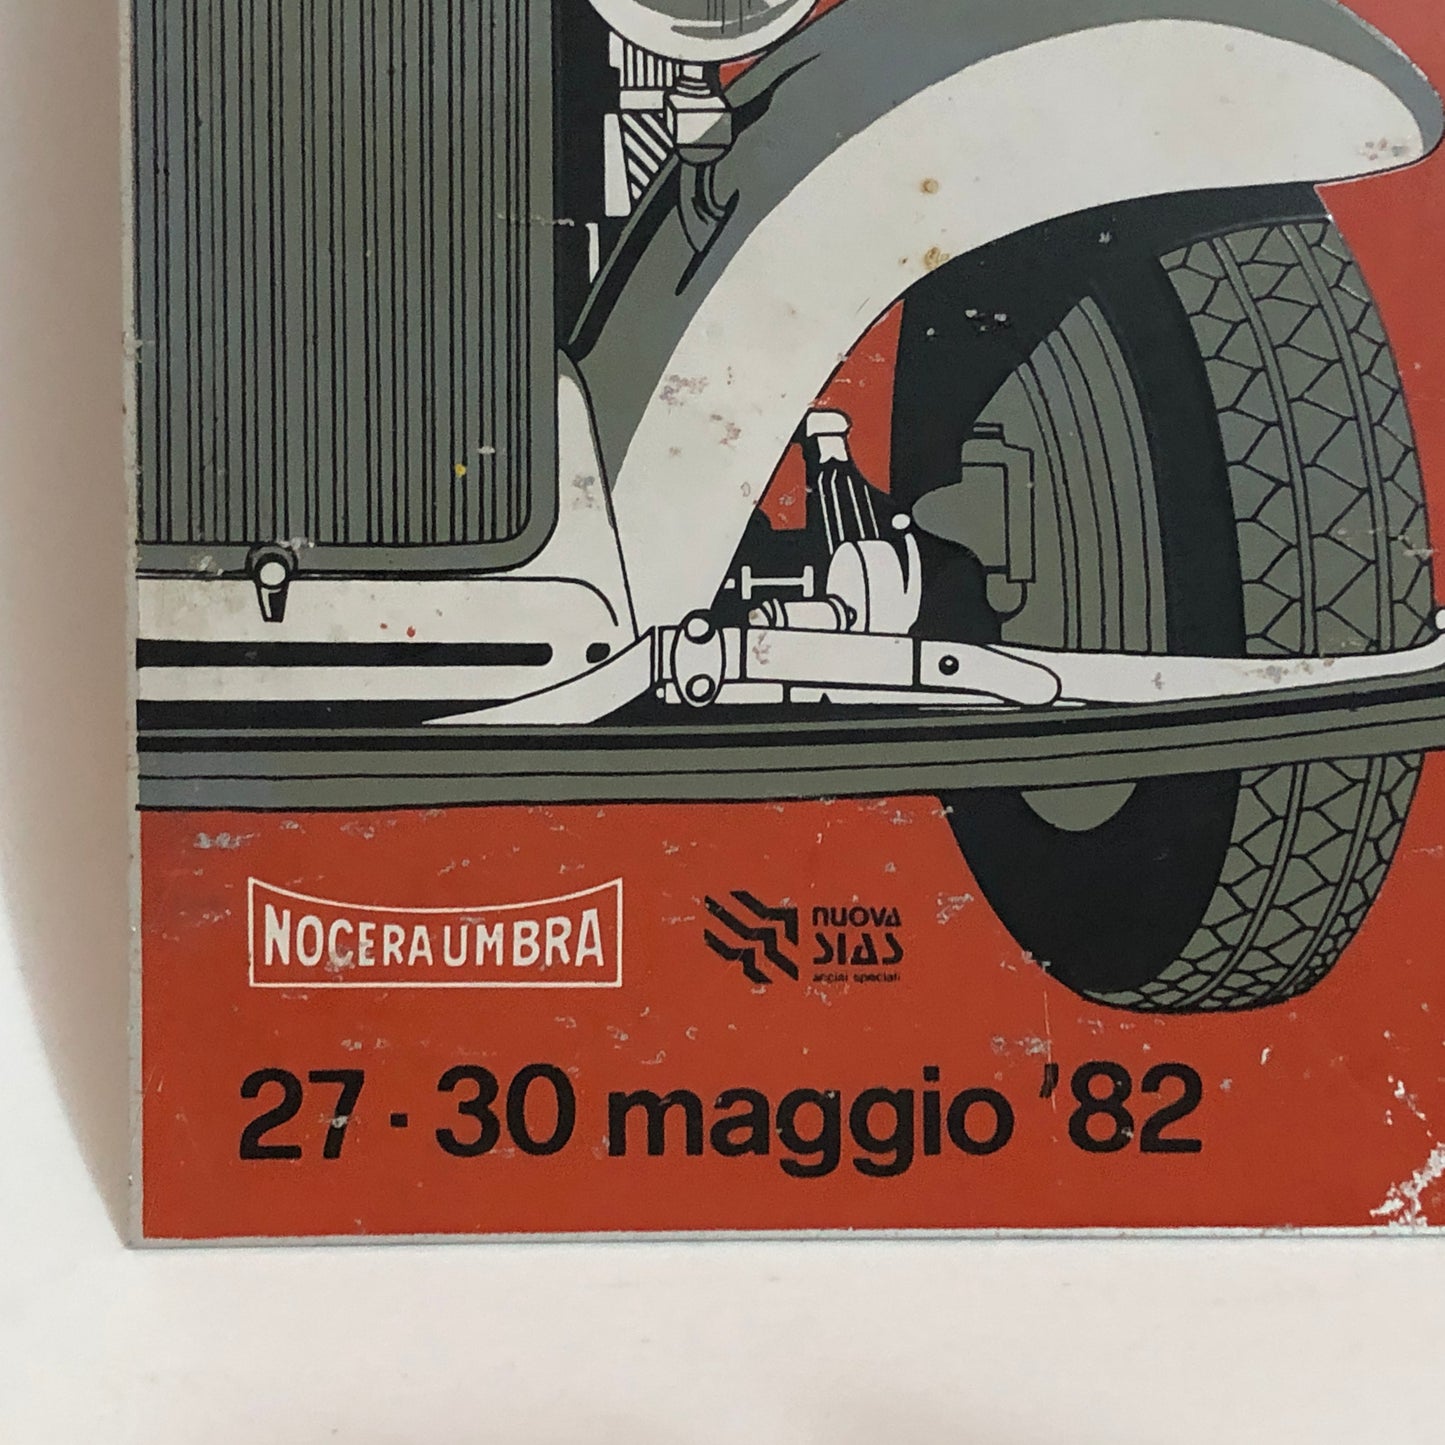 NOCERA UMBRA
nuova
SIAS
acciai speciali
27 · 30 maggio '82